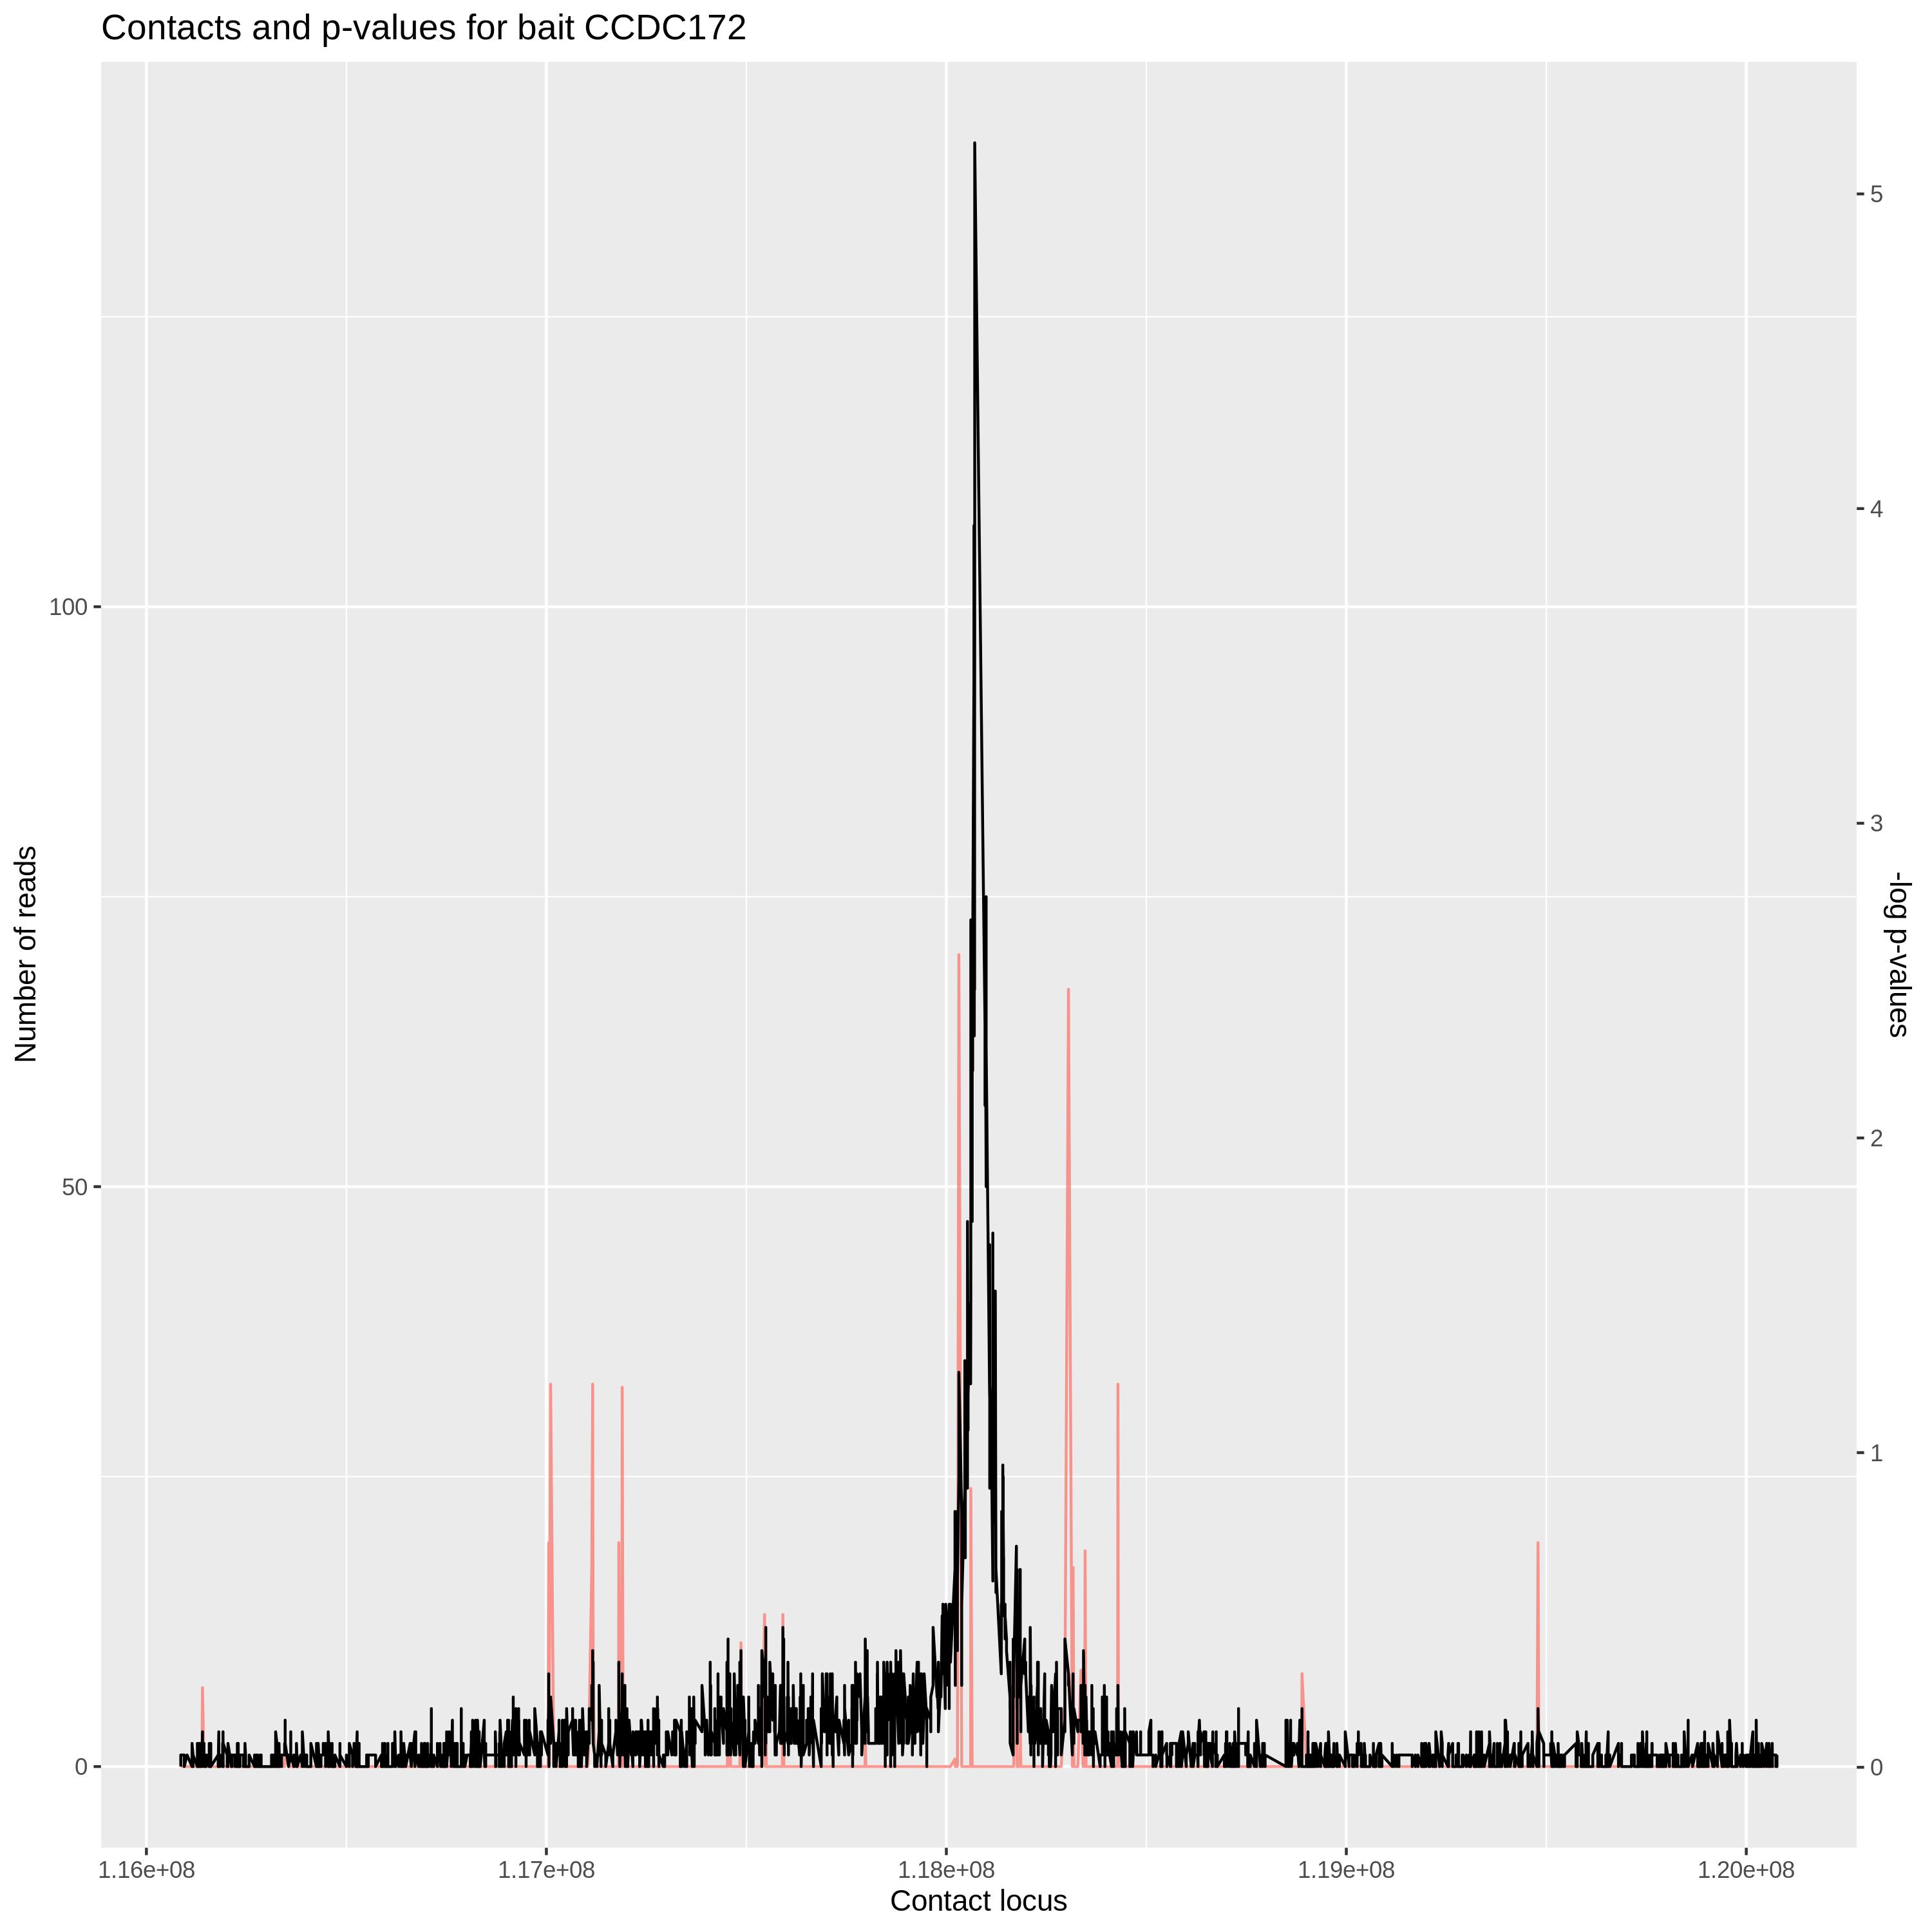 Contacts and p-values for bait CCDC172
Number of reads
100
50
0
5
4
3
2
1
0
-log p-values
1.16e+08
1.17e+08
1.18e+08
1.19e+08
1.20e+08
Contact locus